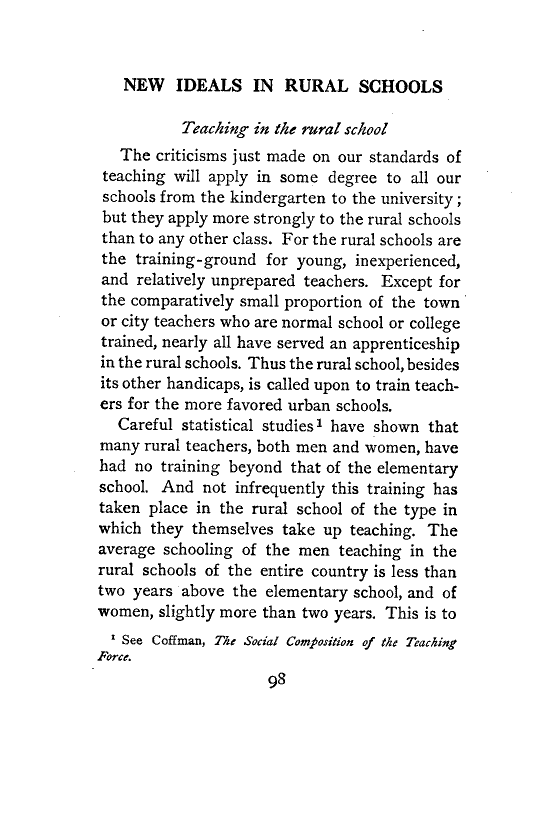 NEW IDEALS IN RURAL SCHOOLS
Teaching in the rural school
The criticisms just made on our standards of
teaching will apply in some degree to all our
schools from the kindergarten to the university ;
but they apply more strongly to the rural schools
than to any other class. For the rural schools are
the training-ground for young, inexperienced,
and relatively unprepared teachers. Except for
the comparatively small proportion of the town
or city teachers who are normal school or college
trained, nearly all have served an apprenticeship
in the rural schools. Thus the rural school, besides
its other handicaps, is called upon to train teach-
ers for the more favored urban schools.
Careful statistical studies¹ have shown that
many rural teachers, both men and women, have
had no training beyond that of the elementary
school. And not infrequently this training has
taken place in the rural school of the type in
which they themselves take up teaching. The
average schooling of the men teaching in the
rural schools of the entire country is less than
two years above the elementary school, and of
women, slightly more than two years. This is to
¹ See Coffman, The Social Composition of the Teaching
Force.
98